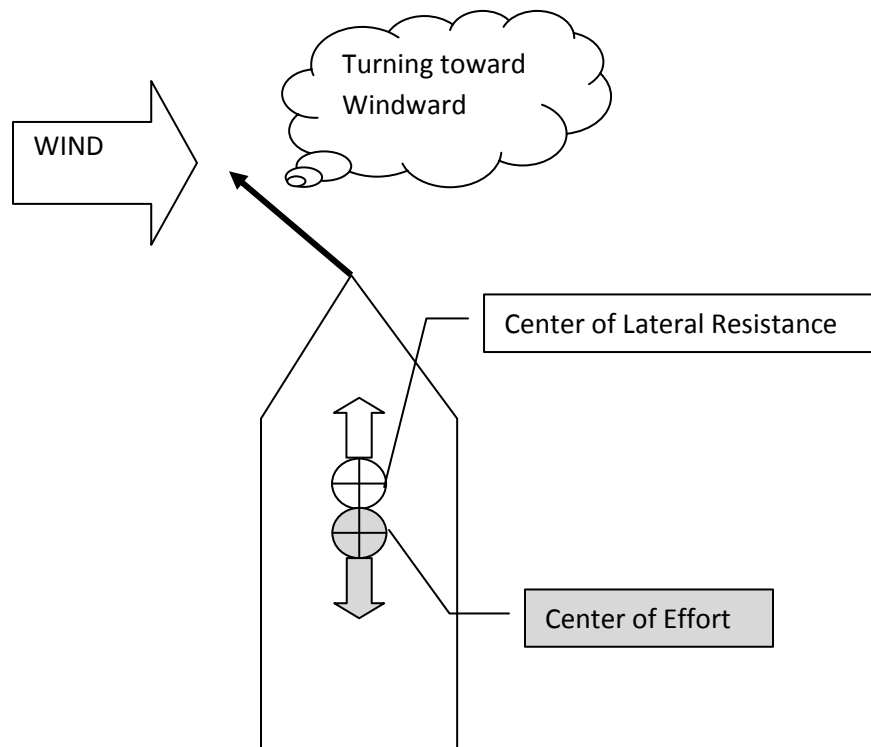 Turning toward
Windward
WIND
Center of Lateral Resistance
Center of Effort